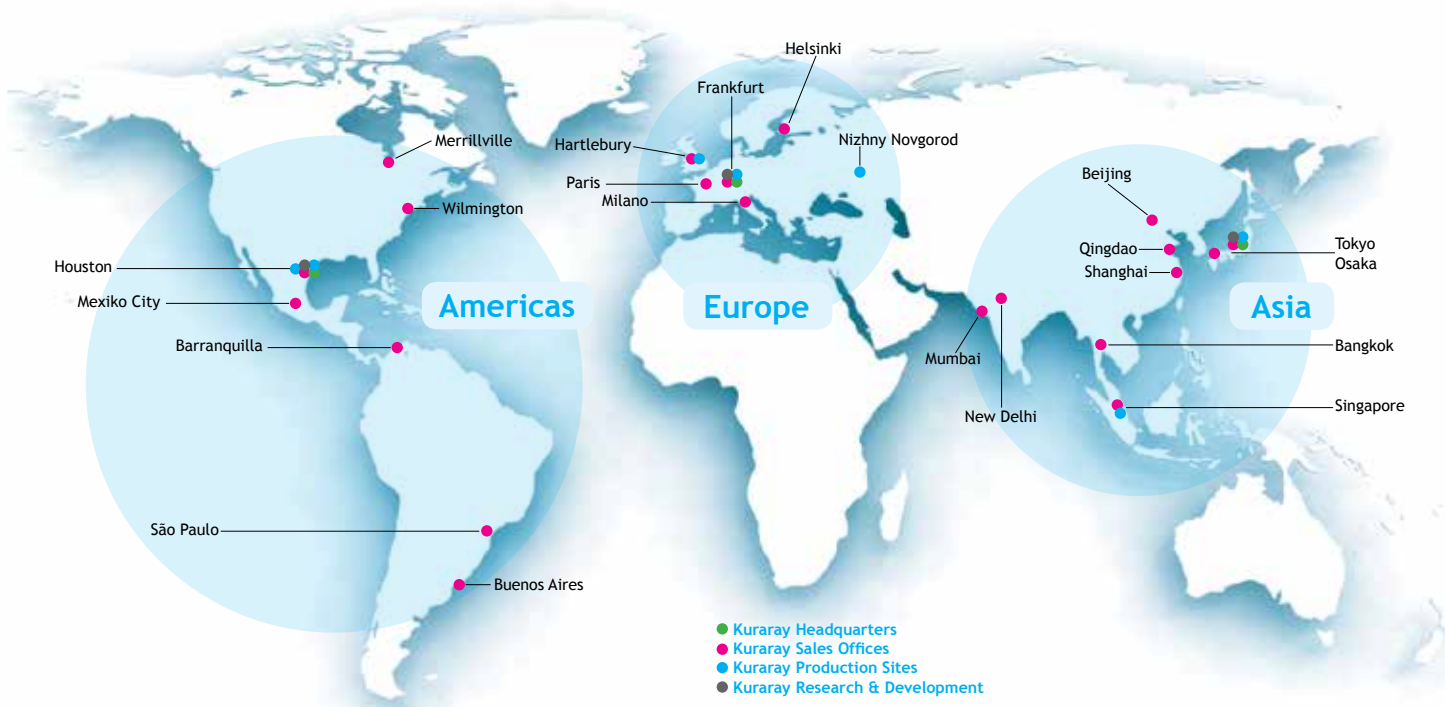 Helsinki
Frankfurt
Merrillville
Hartlebury
Nizhny Novgorod
Beijing
Paris
Milano
Wilmington
Qingdao
Tokyo
Osaka
Houston
Shanghai
Mexiko City
Americas
Europe
Asia
Barranquilla
Mumbai
Bangkok
New Delhi
Singapore
São Paulo
Buenos Aires
Kuraray Headquarters
Kuraray Sales Offices
Kuraray Production Sites
Kuraray Research & Development